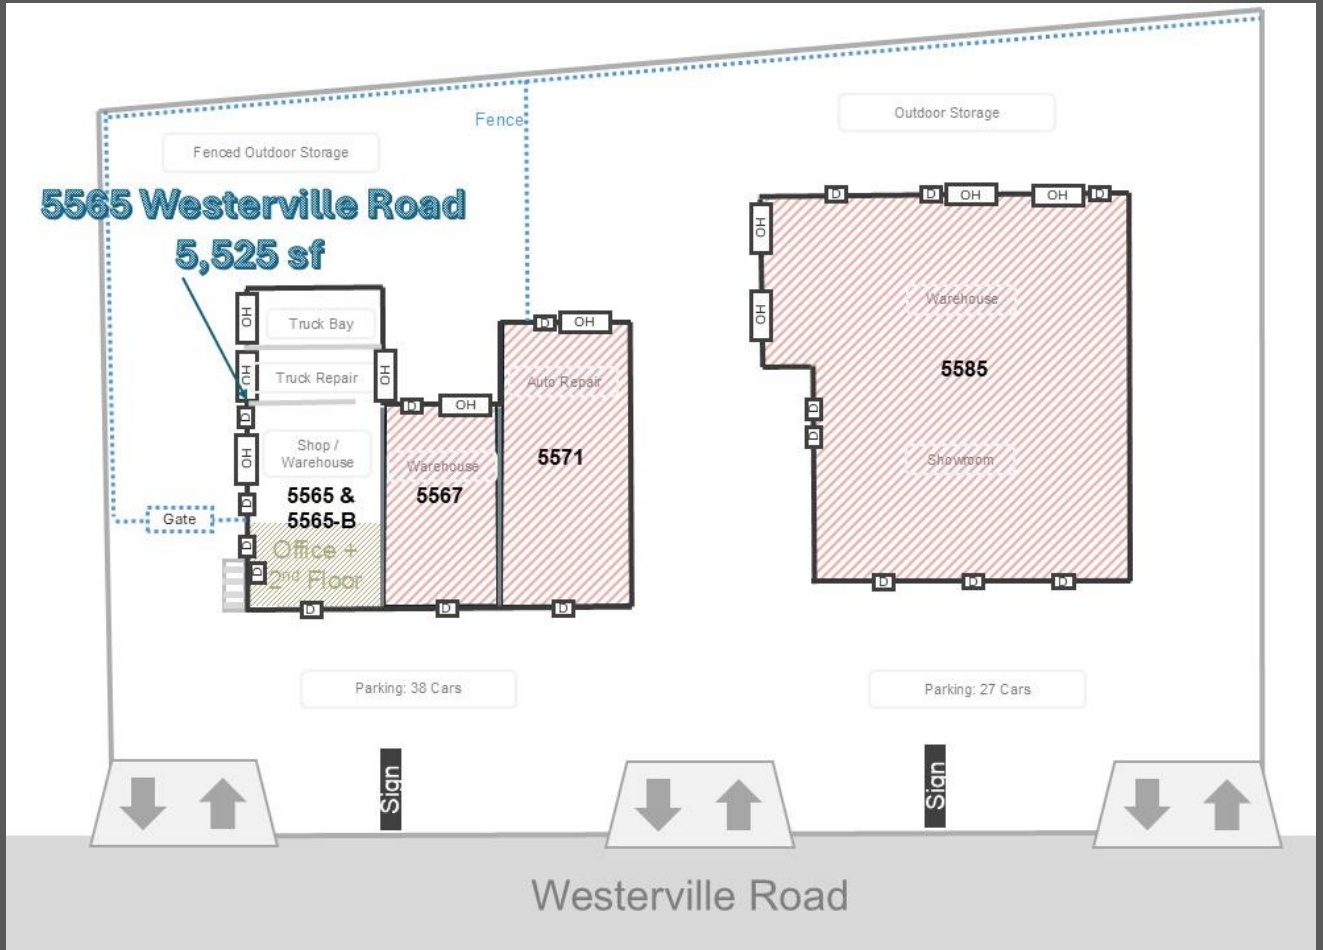 Outdoor Storage
Fence
Fenced Outdoor Storage
5565 Westerville Road
5,525 sf
D
D
OH
OH
D
OH
OH
OH
Truck Bay
D
OH
Warehouse
OH
Truck Repair
OH
Auto Repair
5585
D
D
OH
D
D
OH
Shop /
Warehouse
Warehouse
5571
Showroom
5565 &
5565-B
5567
D
Gate
D
Office +
2nd Floor
D
D
D
D
D
D
D
Parking: 38 Cars
Parking: 27 Cars
Sign
Sign
Westerville Road